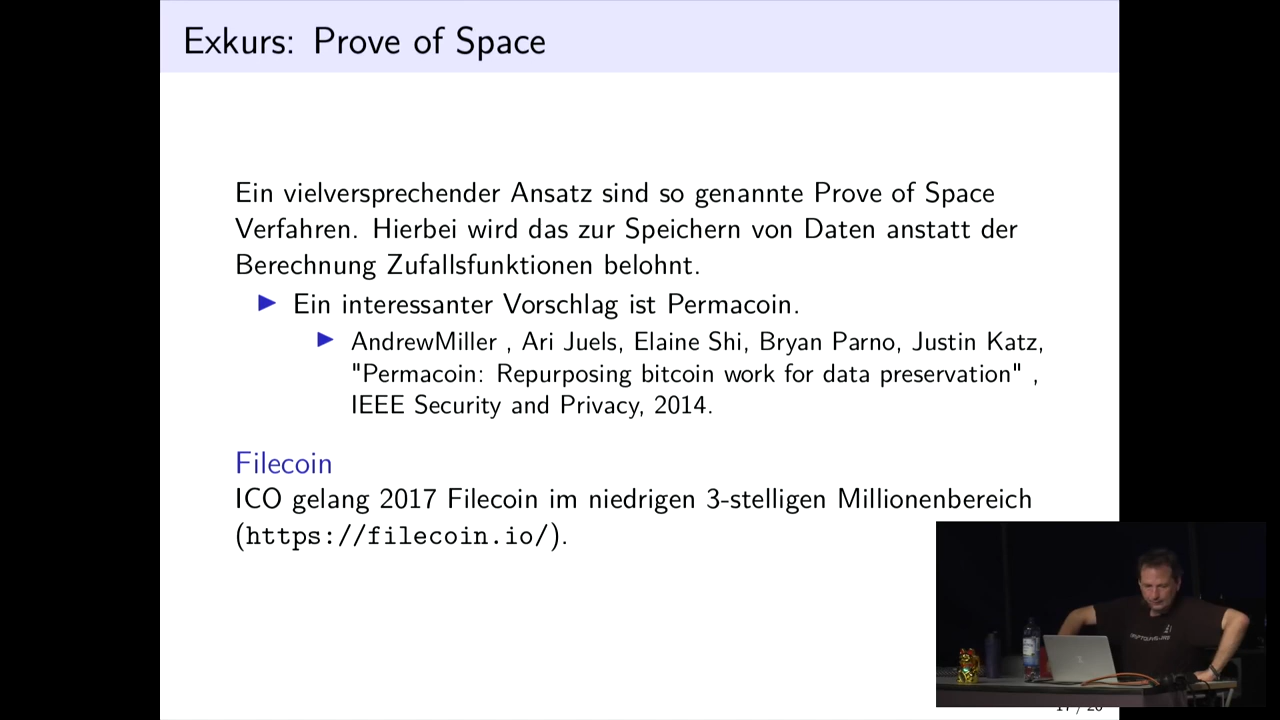 Exkurs: Prove of Space
Ein vielversprechender Ansatz sind so genannte Prove of Space
Verfahren. Hierbei wird das zur Speichern von Daten anstatt der
Berechnung Zufallsfunktionen belohnt.
Ein interessanter Vorschlag ist Permacoin.
AndrewMiller , Ari Juels, Elaine Shi, Bryan Parno, Justin Katz,
"Permacoin: Repurposing bitcoin work for data preservation" ,
IEEE Security and Privacy, 2014.
Filecoin
ICO gelang 2017 Filecoin im niedrigen 3-stelligen Millionenbereich
(https://filecoin.io/).